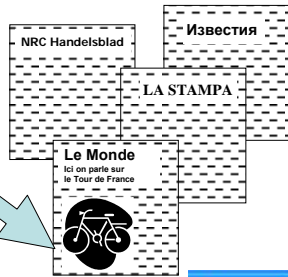 NRC Handelsblad
Известия
LA STAMPA
Le Monde
Ici on parle sur
le Tour de France